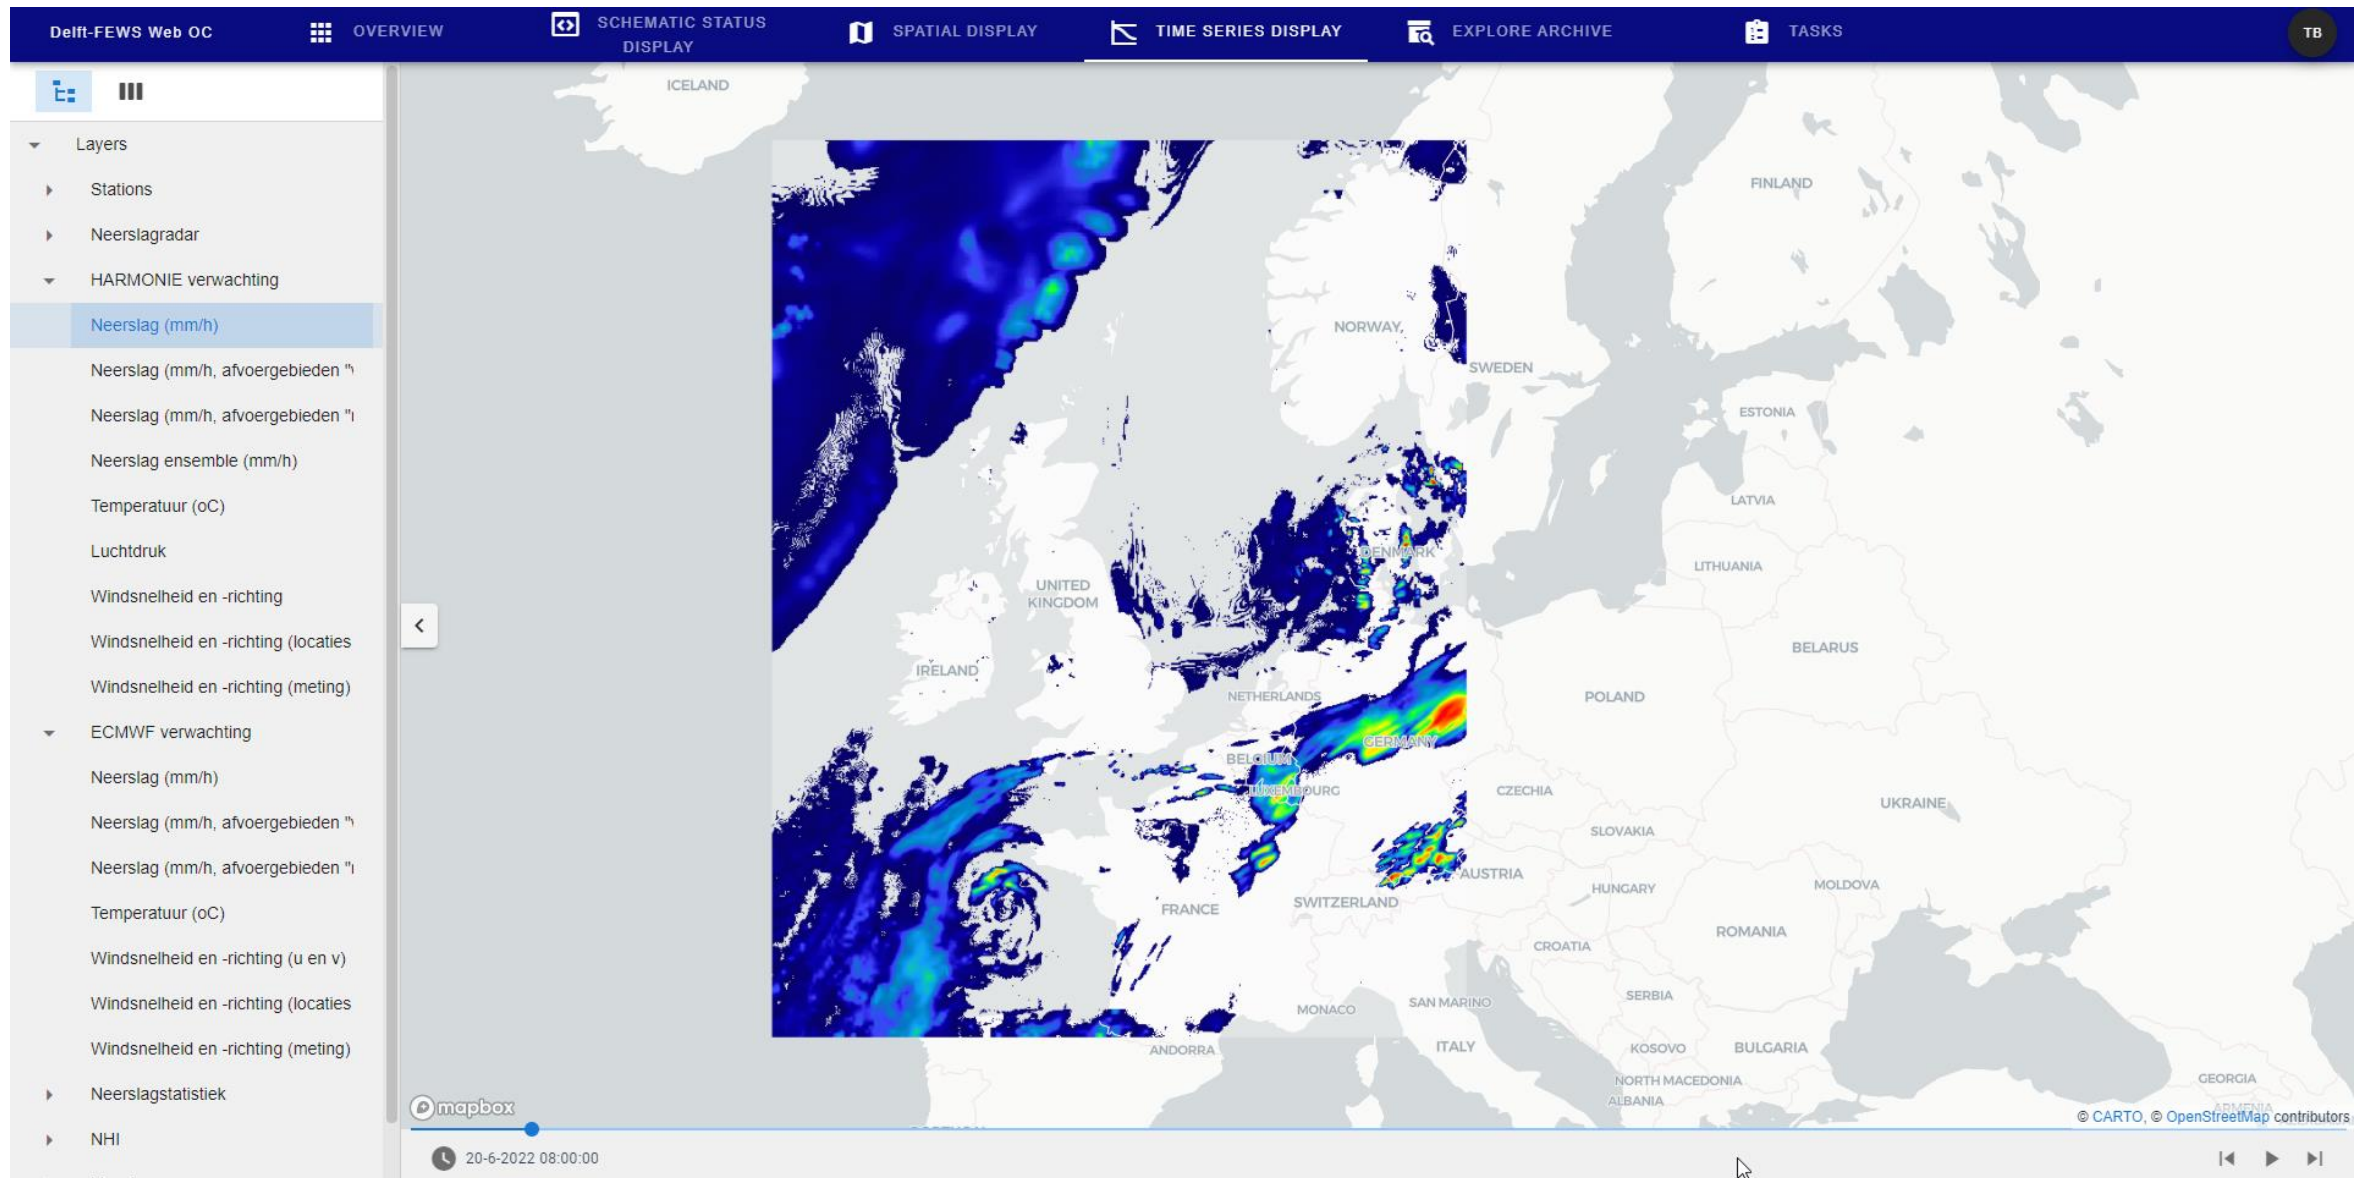 Delft-FEWS Web OC
OVERVIEW
SCHEMATIC STATUS
DISPLAY
SPATIAL DISPLAY
TIME SERIES DISPLAY
EXPLORE ARCHIVE
TASKS
TB
Layers
Stations
Neerslagradar
HARMONIE verwachting
Neerslag (mm/h)
Neerslag (mm/h, afvoergebieden "
Neerslag (mm/h, afvoergebieden "
Neerslag ensemble (mm/h)
Temperatuur (oC)
Luchtdruk
Windsnelheid en -richting
Windsnelheid en -richting (locaties
Windsnelheid en -richting (meting)
ECMWF verwachting
Neerslag (mm/h)
Neerslag (mm/h, afvoergebieden "
Neerslag (mm/h, afvoergebieden "
Temperatuur (oC)
Windsnelheid en -richting (u en v)
Windsnelheid en -richting (locaties
Windsnelheid en -richting (meting)
Neerslagstatistiek
NHI
ICELAND
FINLAND
NORWAY
SWEDEN
ESTONIA
LATVIA
DENMARK
LITHUANIA
UNITED
KINGDOM
BELARUS
IRELAND
NETHERLANDS
POLAND
GERMANY
BELGIUM
LUXEMBOURG
CZECHIA
UKRAINE
SLOVAKIA
AUSTRIA
HUNGARY
MOLDOVA
FRANCE
SWITZERLAND
ROMANIA
CROATIA
SERBIA
SAN MARINO
MONACO
ANDORRA
ITALY
KOSOVO
BULGARIA
NORTH MACEDONIA
ALBANIA
GEORGIA
ARMENIA
mapbox
© CARTO, © OpenStreetMap contributors
20-6-2022 08:00:00